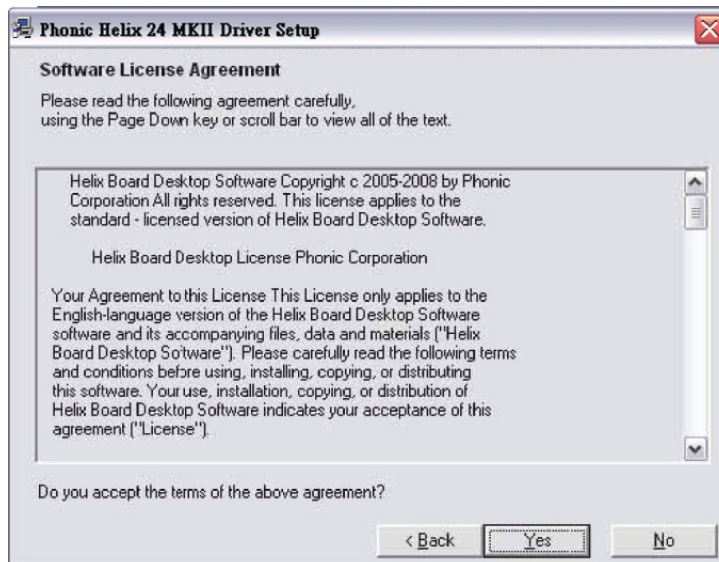 Phonic Helix 24 MKII Driver Setup
Software License Agreement
Please read the following agreement carefully,
using the Page Down key or scroll bar to view all of the text.
Helix Board Desktop Software Copyright c 2005-2008 by Phonic
Corporation All rights reserved. This license applies to the
standard - licensed version of Helix Board Desktop Software.
Helix Board Desktop License Phonic Corporation
Your Agreement to this License This License only applies to the
English-language version of the Helix Board Desktop Software
software and its accompanying files, data and materials ("Helix
Board Desktop Software"). Please carefully read the following terms
and conditions before using, installing, copying, or distributing
this software. Your use, installation, copying, or distribution of
Helix Board Desktop Software indicates your acceptance of this
agreement ("License").
Do you accept the terms of the above agreement?
< Back
Yes
No